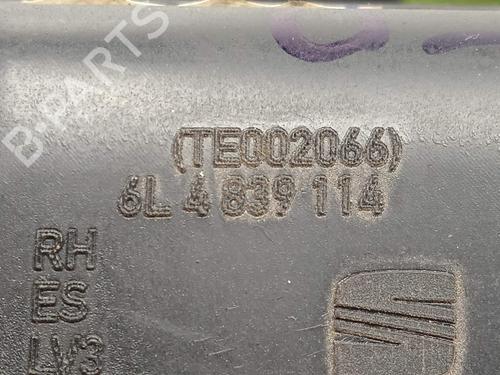 B-PARTS
(TE002066)
6L 4 839 114
RH
ES
LV3